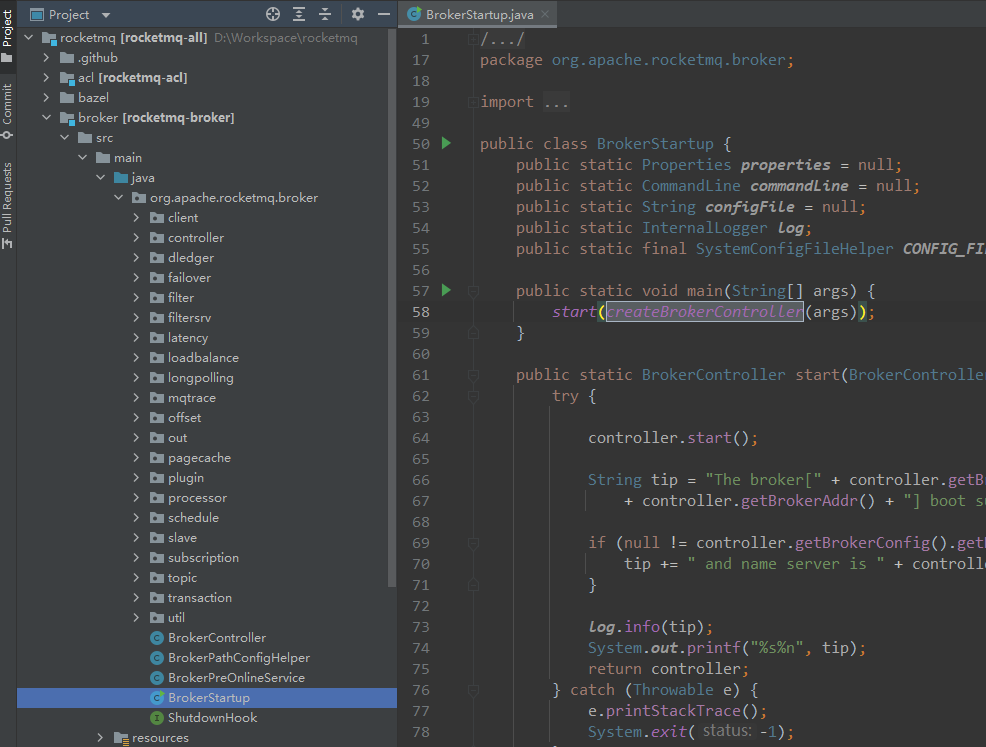 Project
Commit
Pull Requests
Project
rocketmq [rocketmq-all] D:\Workspace\rocketmq
.github
acl [rocketmq-acl]
bazel
broker [rocketmq-broker]
src
main
java
org.apache.rocketmq.broker
client
controller
dledger
failover
filter
filtersrv
latency
loadbalance
longpolling
mqtrace
offset
out
pagecache
plugin
processor
schedule
slave
subscription
topic
transaction
util
BrokerController
BrokerPathConfigHelper
BrokerPreOnlineService
BrokerStartup
ShutdownHook
resources
BrokerStartup.java
1 /.../
17 package org.apache.rocketmq.broker;
18
19 import ...
49
50 public class BrokerStartup {
51 public static Properties properties = null;
52 public static CommandLine commandLine = null;
53 public static String configFile = null;
54 public static InternalLogger log;
55 public static final SystemConfigFileHelper CONFIG_FI
56
57 public static void main(String[] args) {
58 start(createBrokerController(args));
59 }
60
61 public static BrokerController start(BrokerControlle
62 try {
63
64 controller.start();
65
66 String tip = "The broker[" + controller.getB
67 + controller.getBrokerAddr() + "] boot s
68
69 if (null != controller.getBrokerConfig().get
70 tip += " and name server is " + controll
71 }
72
73 log.info(tip);
74 System.out.printf("%s%n", tip);
75 return controller;
76 } catch (Throwable e) {
77 e.printStackTrace();
78 System.exit( status: -1);